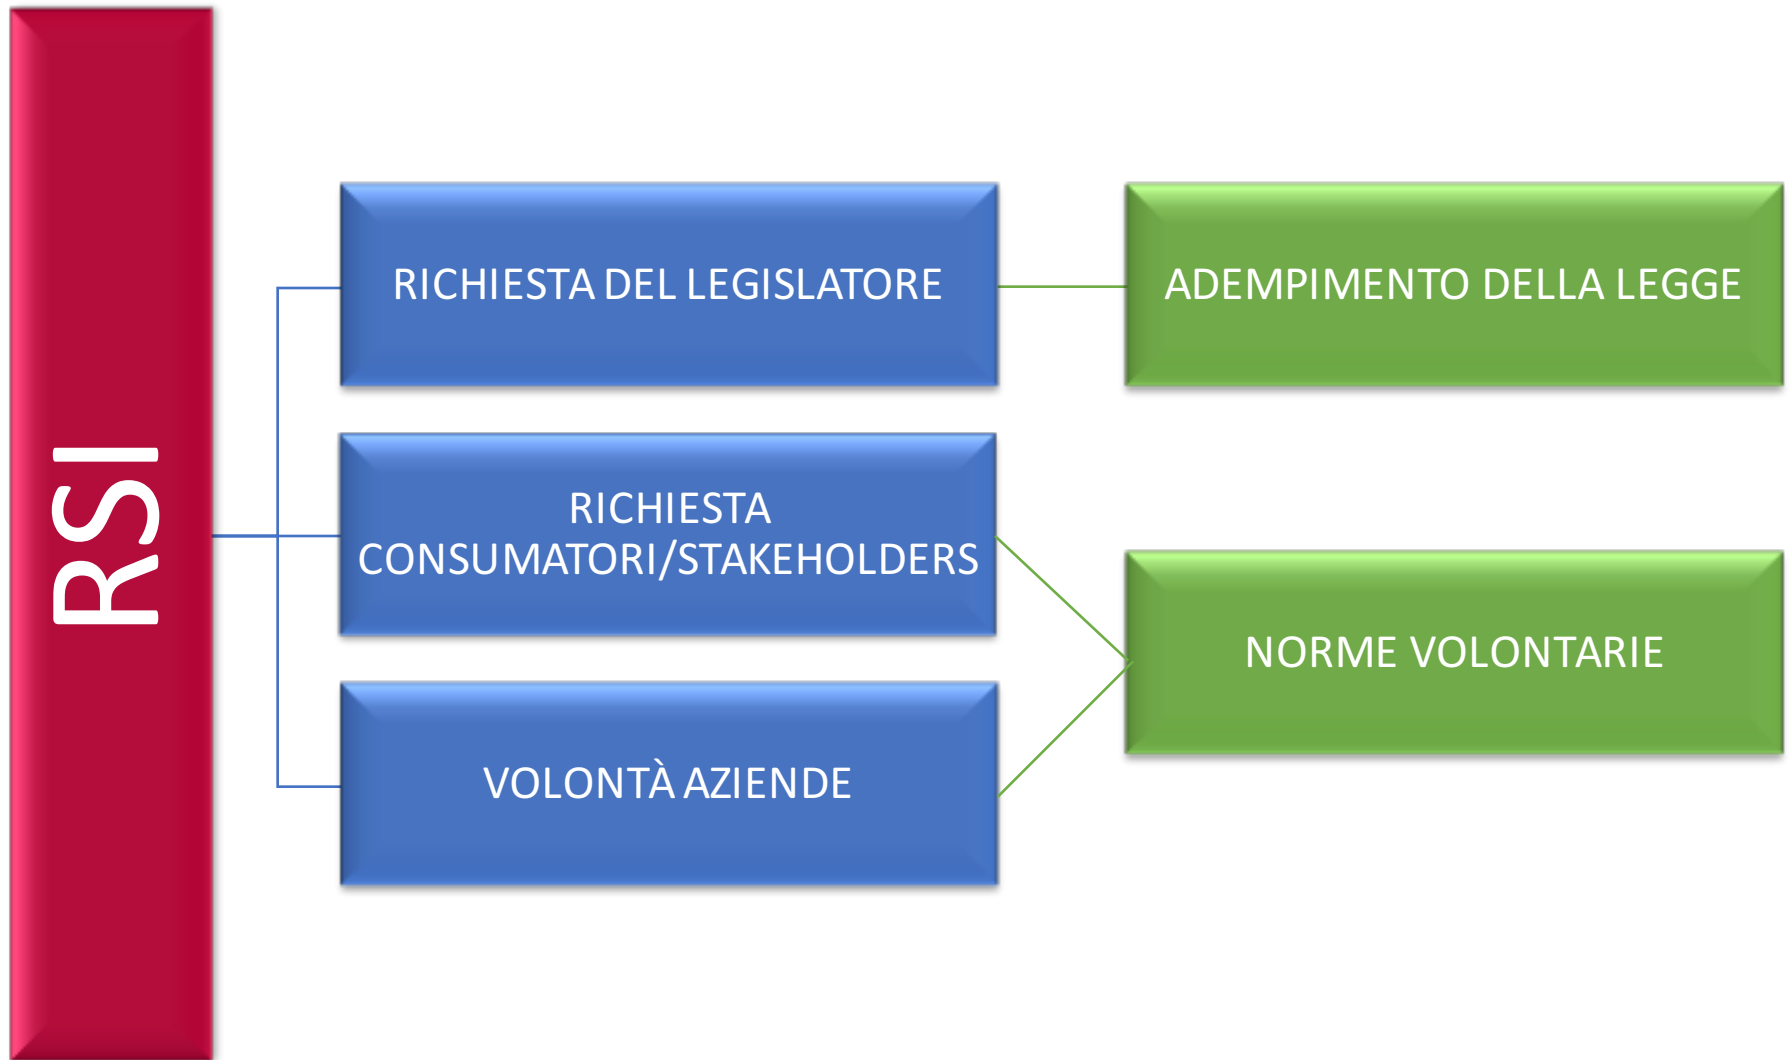 RSI
RICHIESTA DEL LEGISLATORE
ADEMPIMENTO DELLA LEGGE
RICHIESTA
CONSUMATORI/STAKEHOLDERS
NORME VOLONTARIE
VOLONTÀ AZIENDE